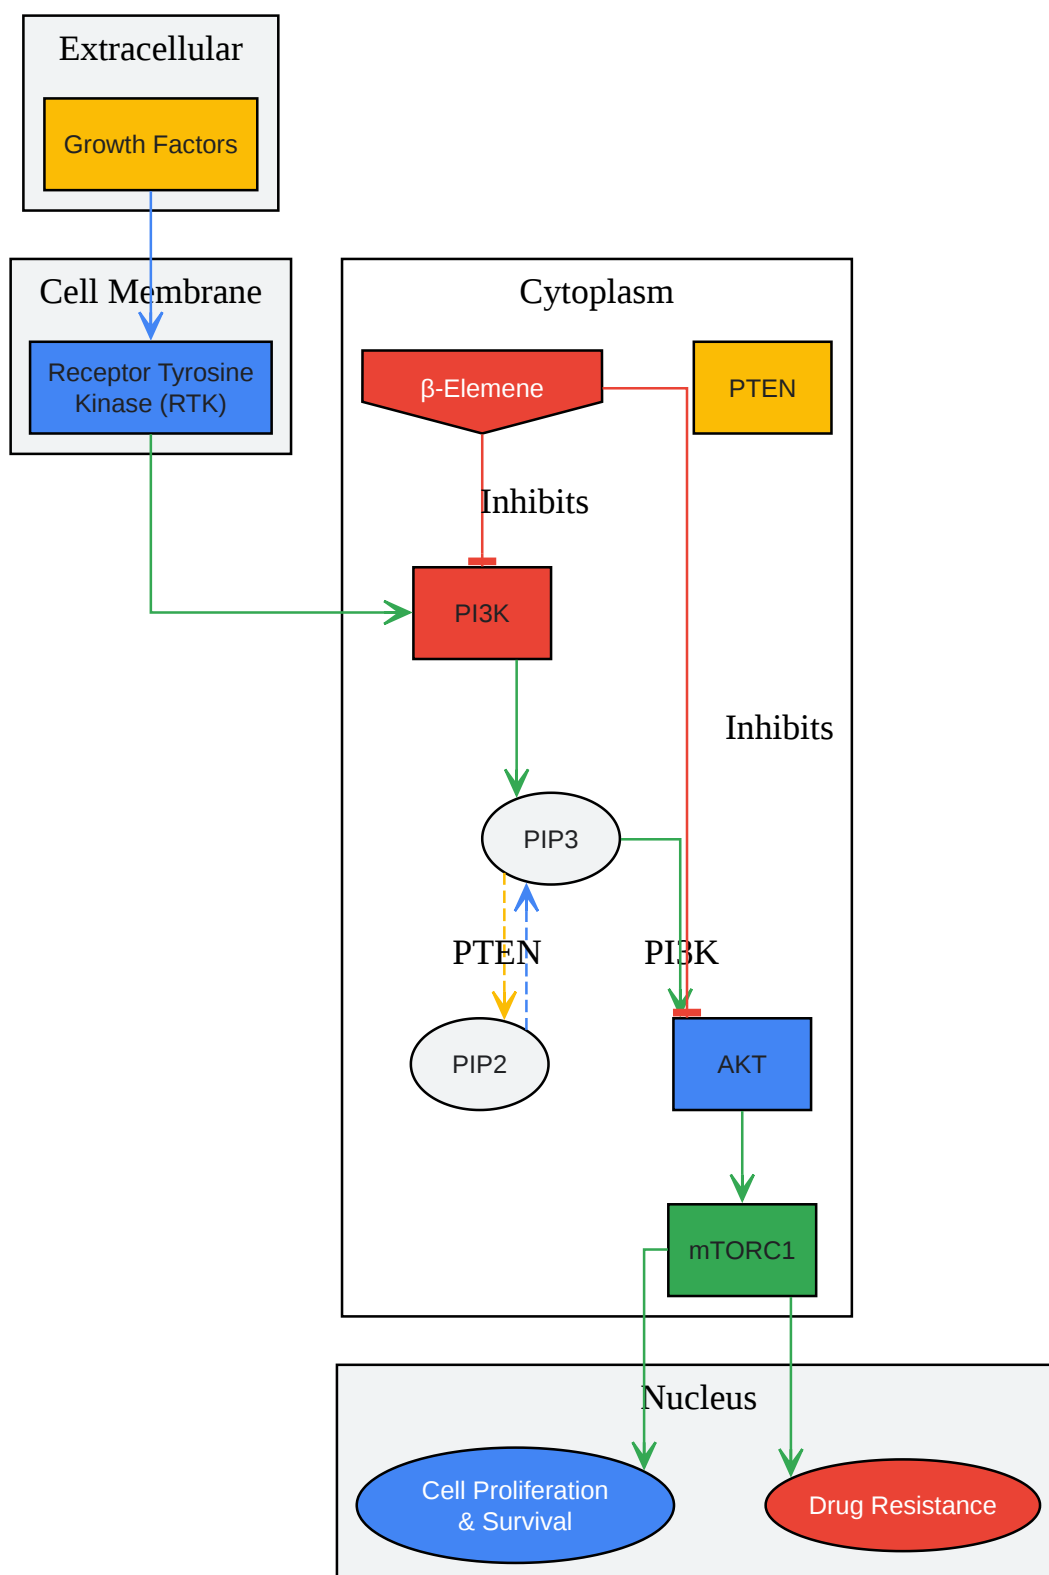 Extracellular
Growth Factors
Cell Membrane
Receptor Tyrosine
Kinase (RTK)
Cytoplasm
β-Elemene
PTEN
Inhibits
PI3K
Inhibits
PIP3
PTEN
PI3K
PIP2
AKT
mTORC1
Nucleus
Cell Proliferation
& Survival
Drug Resistance